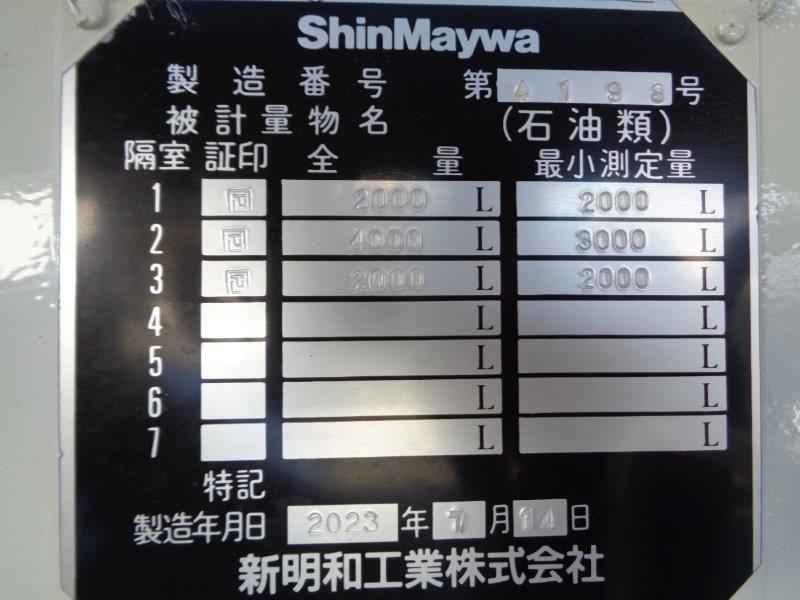 ShinMaywa
製造番号 第4198号
被計量物名 (石油類)
隔室 証印 全量 最小測定量
1 2000 L 2000 L
2 4000 L 3000 L
3 2000 L 2000 L
4 L L
5 L L
6 L L
7 L L
特記
製造年月日 2023年7月14日
新明和工業株式会社